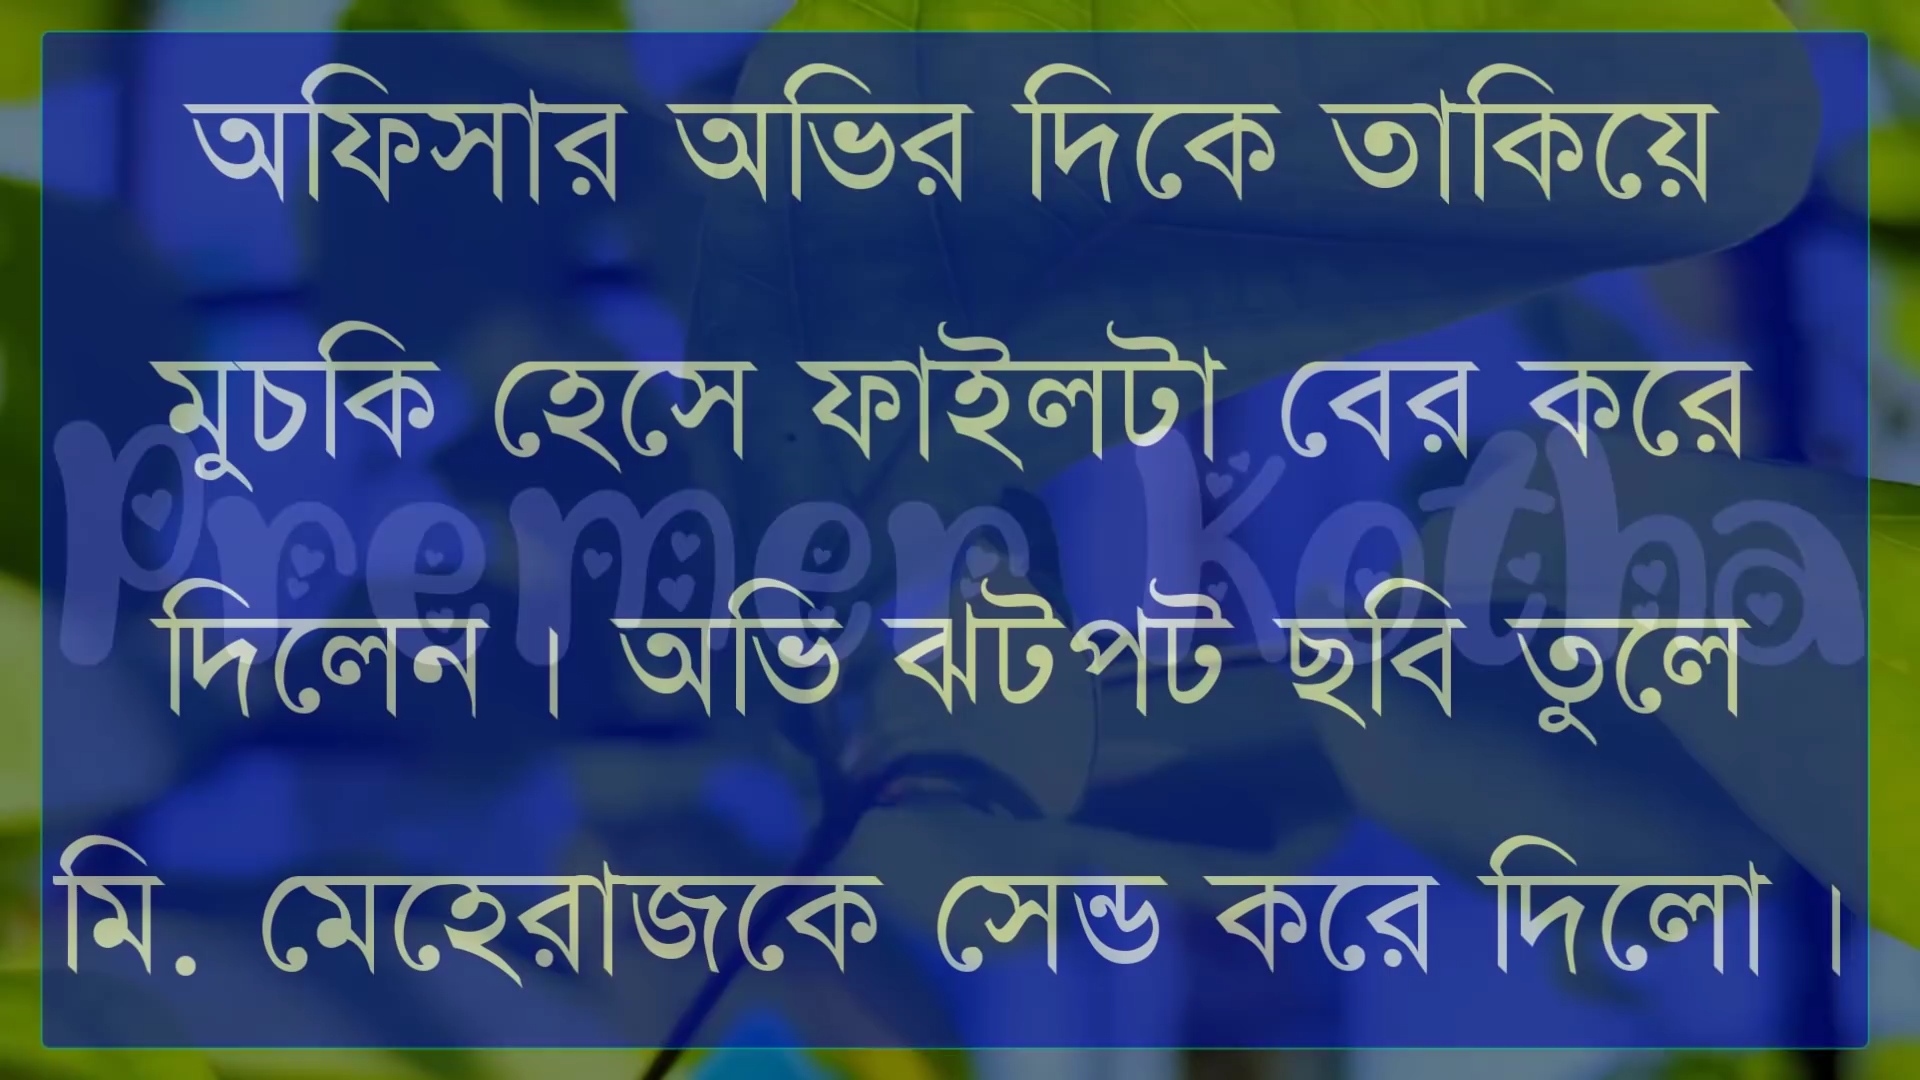 অফিসার অভির দিকে তাকিয়ে
মুচকি হেসে ফাইলটা বের করে
Premer Kotha
দিলেন । অভি ঝটপট ছবি তুলে
মি. মেহেরাজকে সেন্ড করে দিলো ।